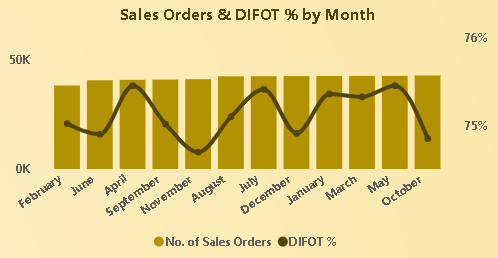 Sales Orders & DIFOT % by Month
76%
50K
75%
0K
February
June
April
September
November
August
July
December
January
March
May
October
No. of Sales Orders
DIFOT %